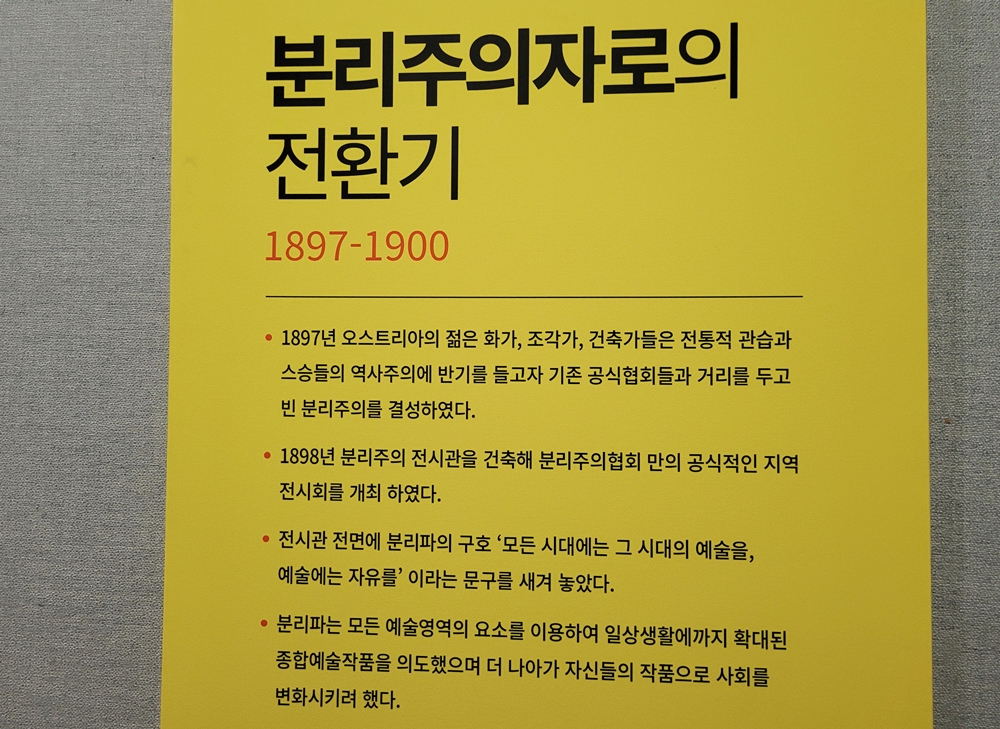 분리주의자로의
전환기
1897-1900
• 1897년 오스트리아의 젊은 화가, 조각가, 건축가들은 전통적 관습과
스승들의 역사주의에 반기를 들고자 기존 공식협회들과 거리를 두고
빈 분리주의를 결성하였다.
• 1898년 분리주의 전시관을 건축해 분리주의협회 만의 공식적인 지역
전시회를 개최 하였다.
• 전시관 전면에 분리파의 구호 ‘모든 시대에는 그 시대의 예술을,
예술에는 자유를’ 이라는 문구를 새겨 놓았다.
• 분리파는 모든 예술영역의 요소를 이용하여 일상생활에까지 확대된
종합예술작품을 의도했으며 더 나아가 자신들의 작품으로 사회를
변화시키려 했다.